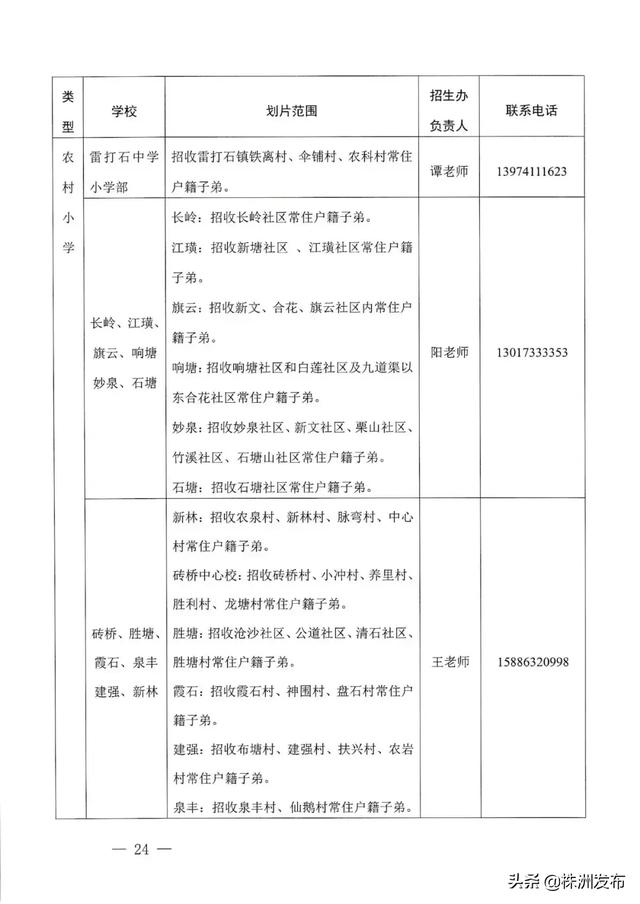 类型
学校
划片范围
招生办
负责人
联系电话
农村小学
雷打石中学
小学部
招收雷打石镇铁离村、伞铺村、农科村常住
户籍子弟。
谭老师
13974111623
长岭、江璜、
旗云、响塘
妙泉、石塘
长岭：招收长岭社区常住户籍子弟。
江璜：招收新塘社区 、江璜社区常住户籍
子弟。
旗云：招收新文、合花、旗云社区内常住户
籍子弟。
响塘：招收响塘社区和白莲社区及九道渠以
东合花社区常住户籍子弟。
妙泉：招收妙泉社区、新文社区、栗山社区、
竹溪社区、石塘山社区常住户籍子弟。
石塘：招收石塘社区常住户籍子弟。
阳老师
13017333353
砖桥、胜塘、
霞石、泉丰
建强、新林
新林：招收农泉村、新林村、脉弯村、中心
村常住户籍子弟。
砖桥中心校：招收砖桥村、小冲村、养里村、
胜利村、龙塘村常住户籍子弟。
胜塘：招收沧沙社区、公道社区、清石社区、
胜塘村常住户籍子弟。
霞石：招收霞石村、神围村、盘石村常住户
籍子弟。
建强：招收布塘村、建强村、扶兴村、农岩
村常住户籍子弟。
泉丰：招收泉丰村、仙鹅村常住户籍子弟。
王老师
15886320998
— 24 —
头条 @株洲发布